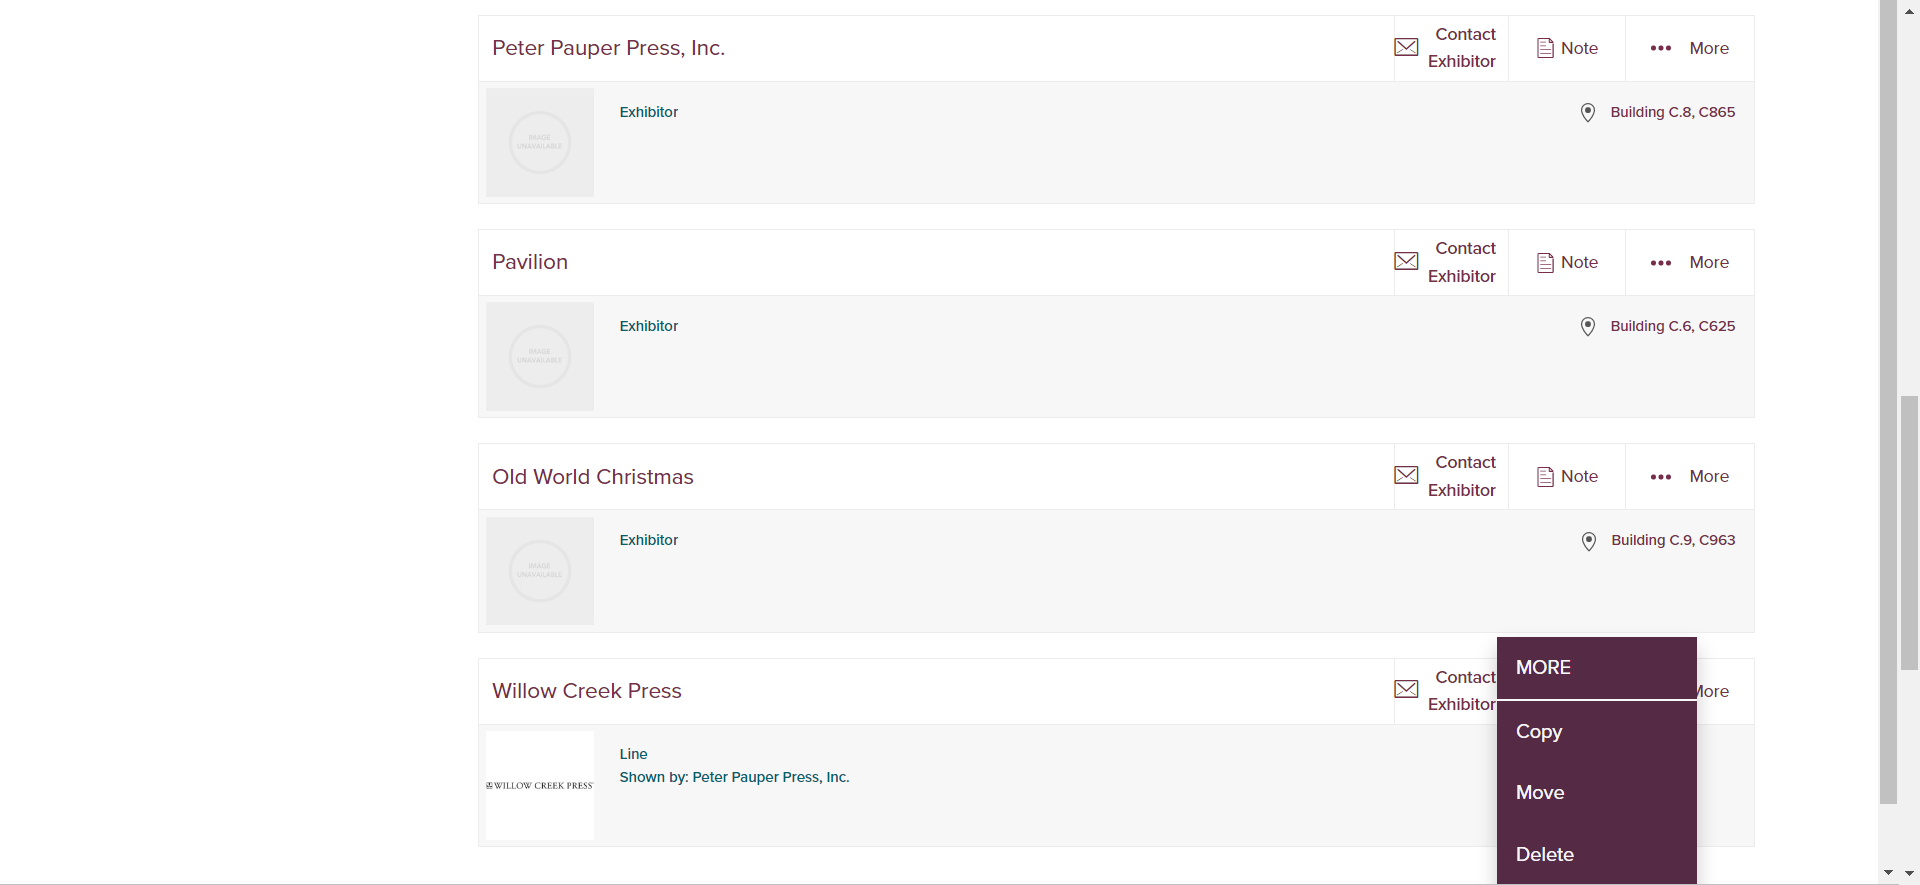 Peter Pauper Press, Inc.
Contact
Exhibitor
Note
More
IMAGE
UNAVAILABLE
Exhibitor
Building C.8, C865
Pavilion
Contact
Exhibitor
Note
More
IMAGE
UNAVAILABLE
Exhibitor
Building C.6, C625
Old World Christmas
Contact
Exhibitor
Note
More
IMAGE
UNAVAILABLE
Exhibitor
Building C.9, C963
Willow Creek Press
Contact
Exhibitor
More
WILLOW CREEK PRESS
Line
Shown by: Peter Pauper Press, Inc.
MORE
Copy
Move
Delete